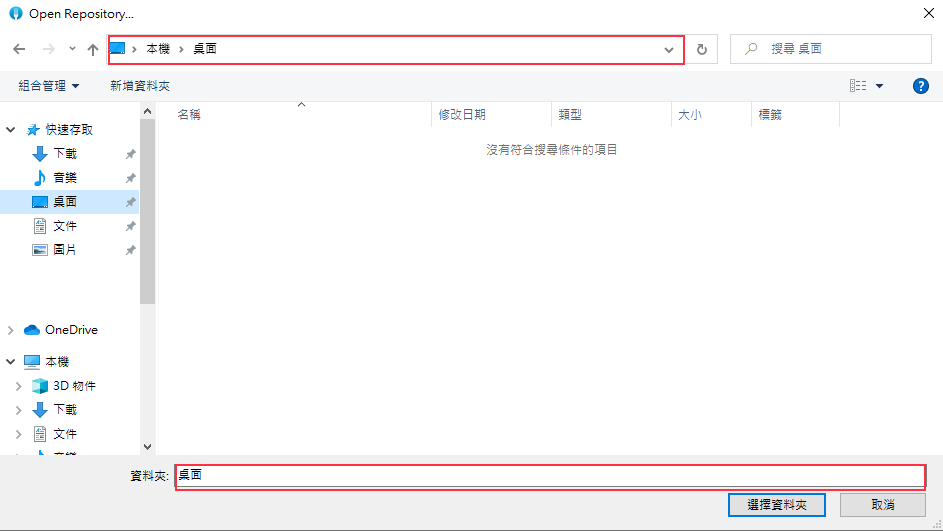 Open Repository...
本機 桌面
搜尋 桌面
組合管理 新增資料夾
名稱 修改日期 類型 大小 標籤
沒有符合搜尋條件的項目
快速存取
下載
音樂
桌面
文件
圖片
OneDrive
本機
3D 物件
下載
文件
音樂
資料夾: 桌面
選擇資料夾 取消